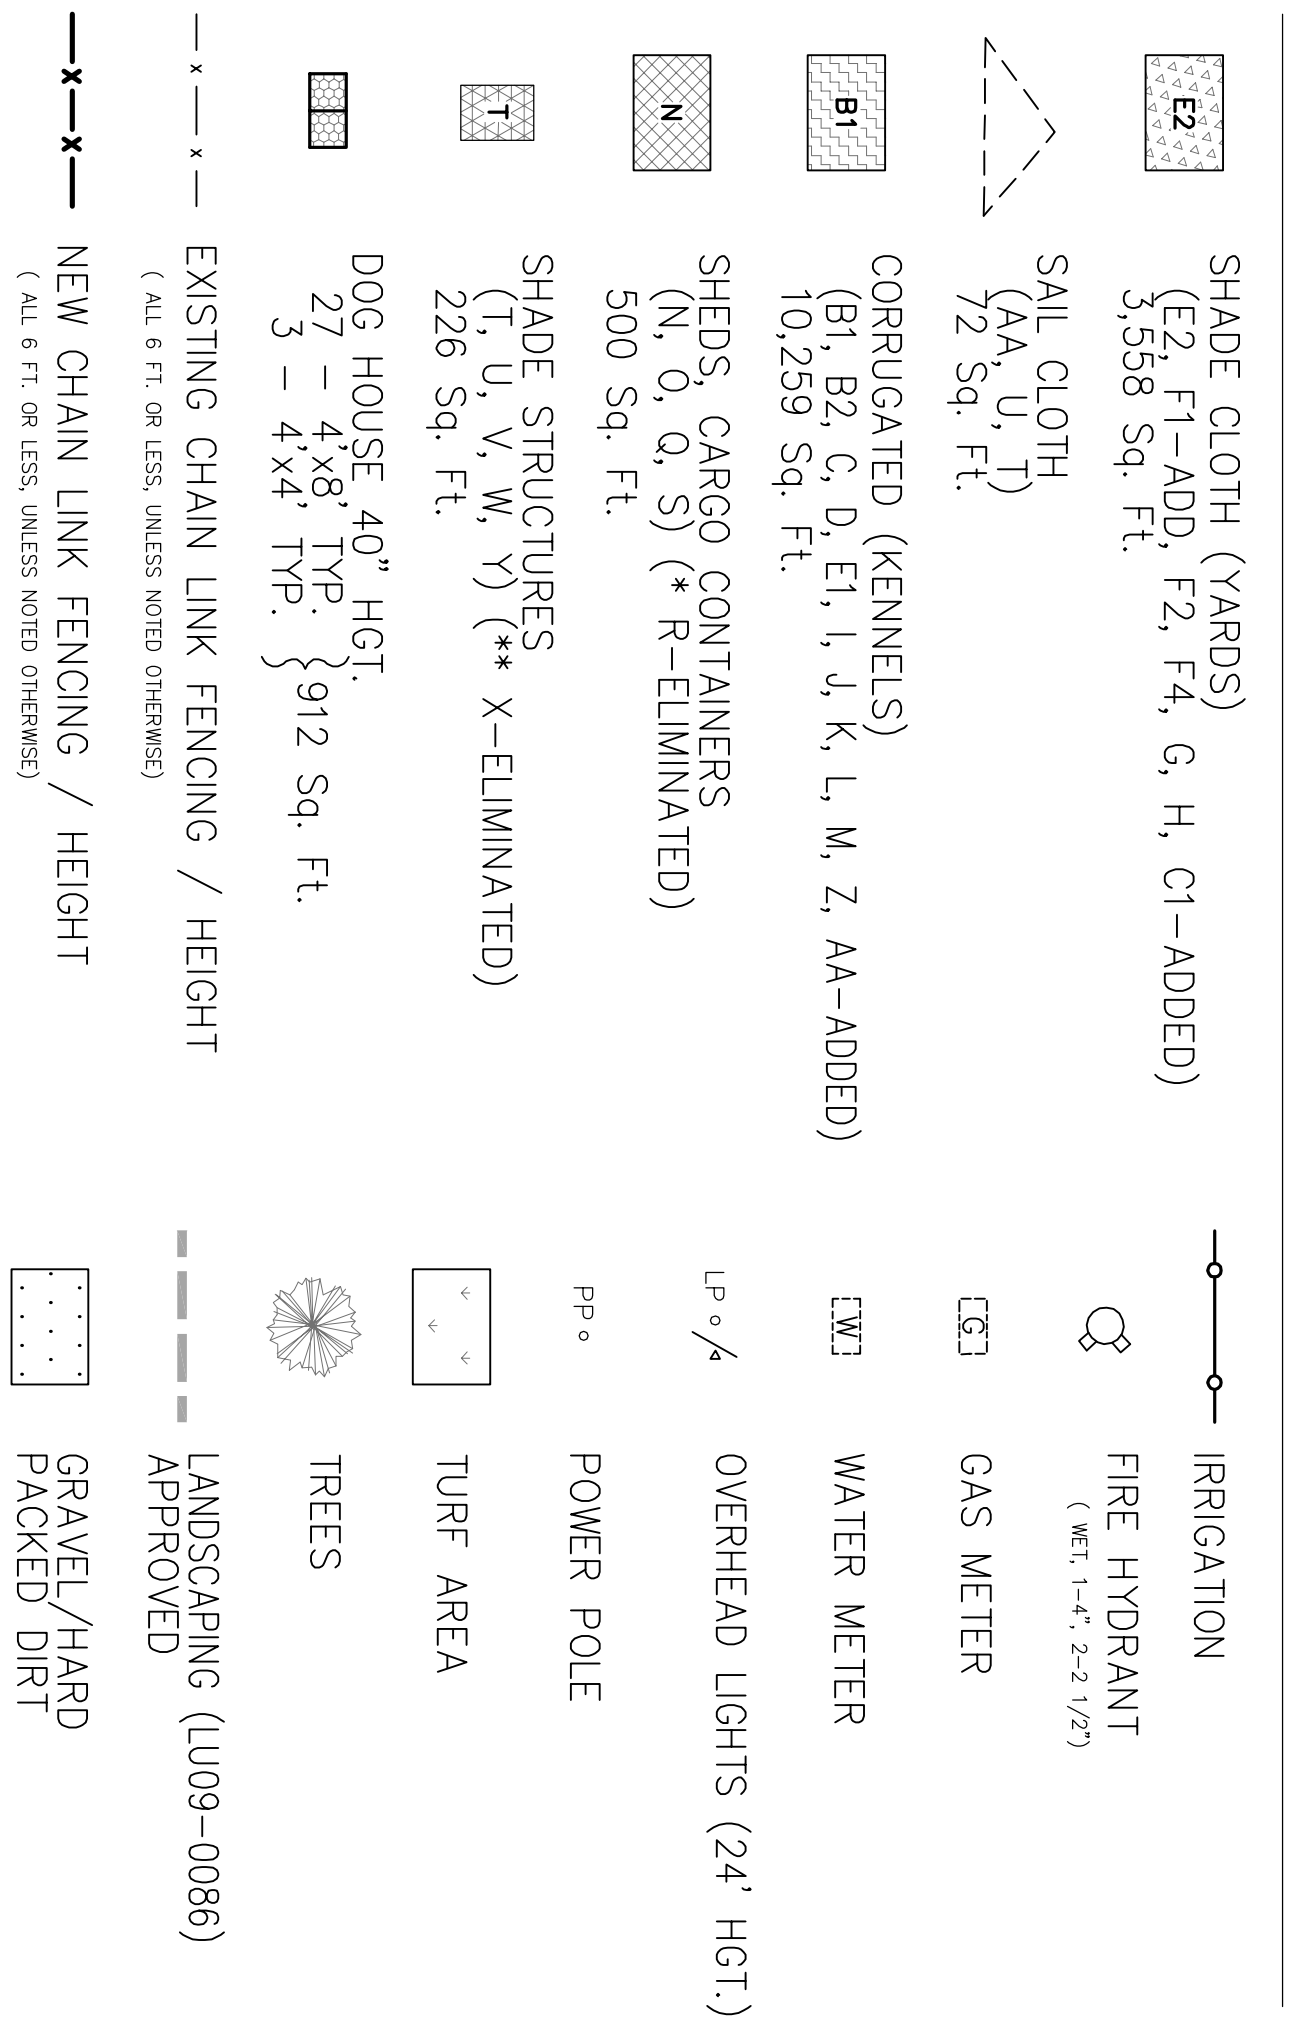 E2
SHADE CLOTH (YARDS)
(E2, F1-ADD, F2, F4, G, H, C1-ADDED)
3,558 Sq. Ft.
SAIL CLOTH
(AA, U, T)
72 Sq. Ft.
B1
CORRUGATED (KENNELS)
(B1, B2, C, D, E1, I, J, K, L, M, Z, AA-ADDED)
10,259 Sq. Ft.
N
SHEDS, CARGO CONTAINERS
(N, O, Q, S) (* R-ELIMINATED)
500 Sq. Ft.
T
SHADE STRUCTURES
(T, U, V, W, Y) (** X-ELIMINATED)
226 Sq. Ft.
DOG HOUSE 40" HGT.
27 - 4'x8' TYP.
3 - 4'x4' TYP.
912 Sq. Ft.
x x
EXISTING CHAIN LINK FENCING / HEIGHT
( ALL 6 FT. OR LESS, UNLESS NOTED OTHERWISE)
x x
NEW CHAIN LINK FENCING / HEIGHT
( ALL 6 FT. OR LESS, UNLESS NOTED OTHERWISE)
IRRIGATION
FIRE HYDRANT
( WET, 1-4", 2-2 1/2")
G
GAS METER
W
WATER METER
LP
OVERHEAD LIGHTS (24' HGT.)
PP
POWER POLE
TURF AREA
TREES
LANDSCAPING (LU09-0086)
APPROVED
GRAVEL/HARD
PACKED DIRT